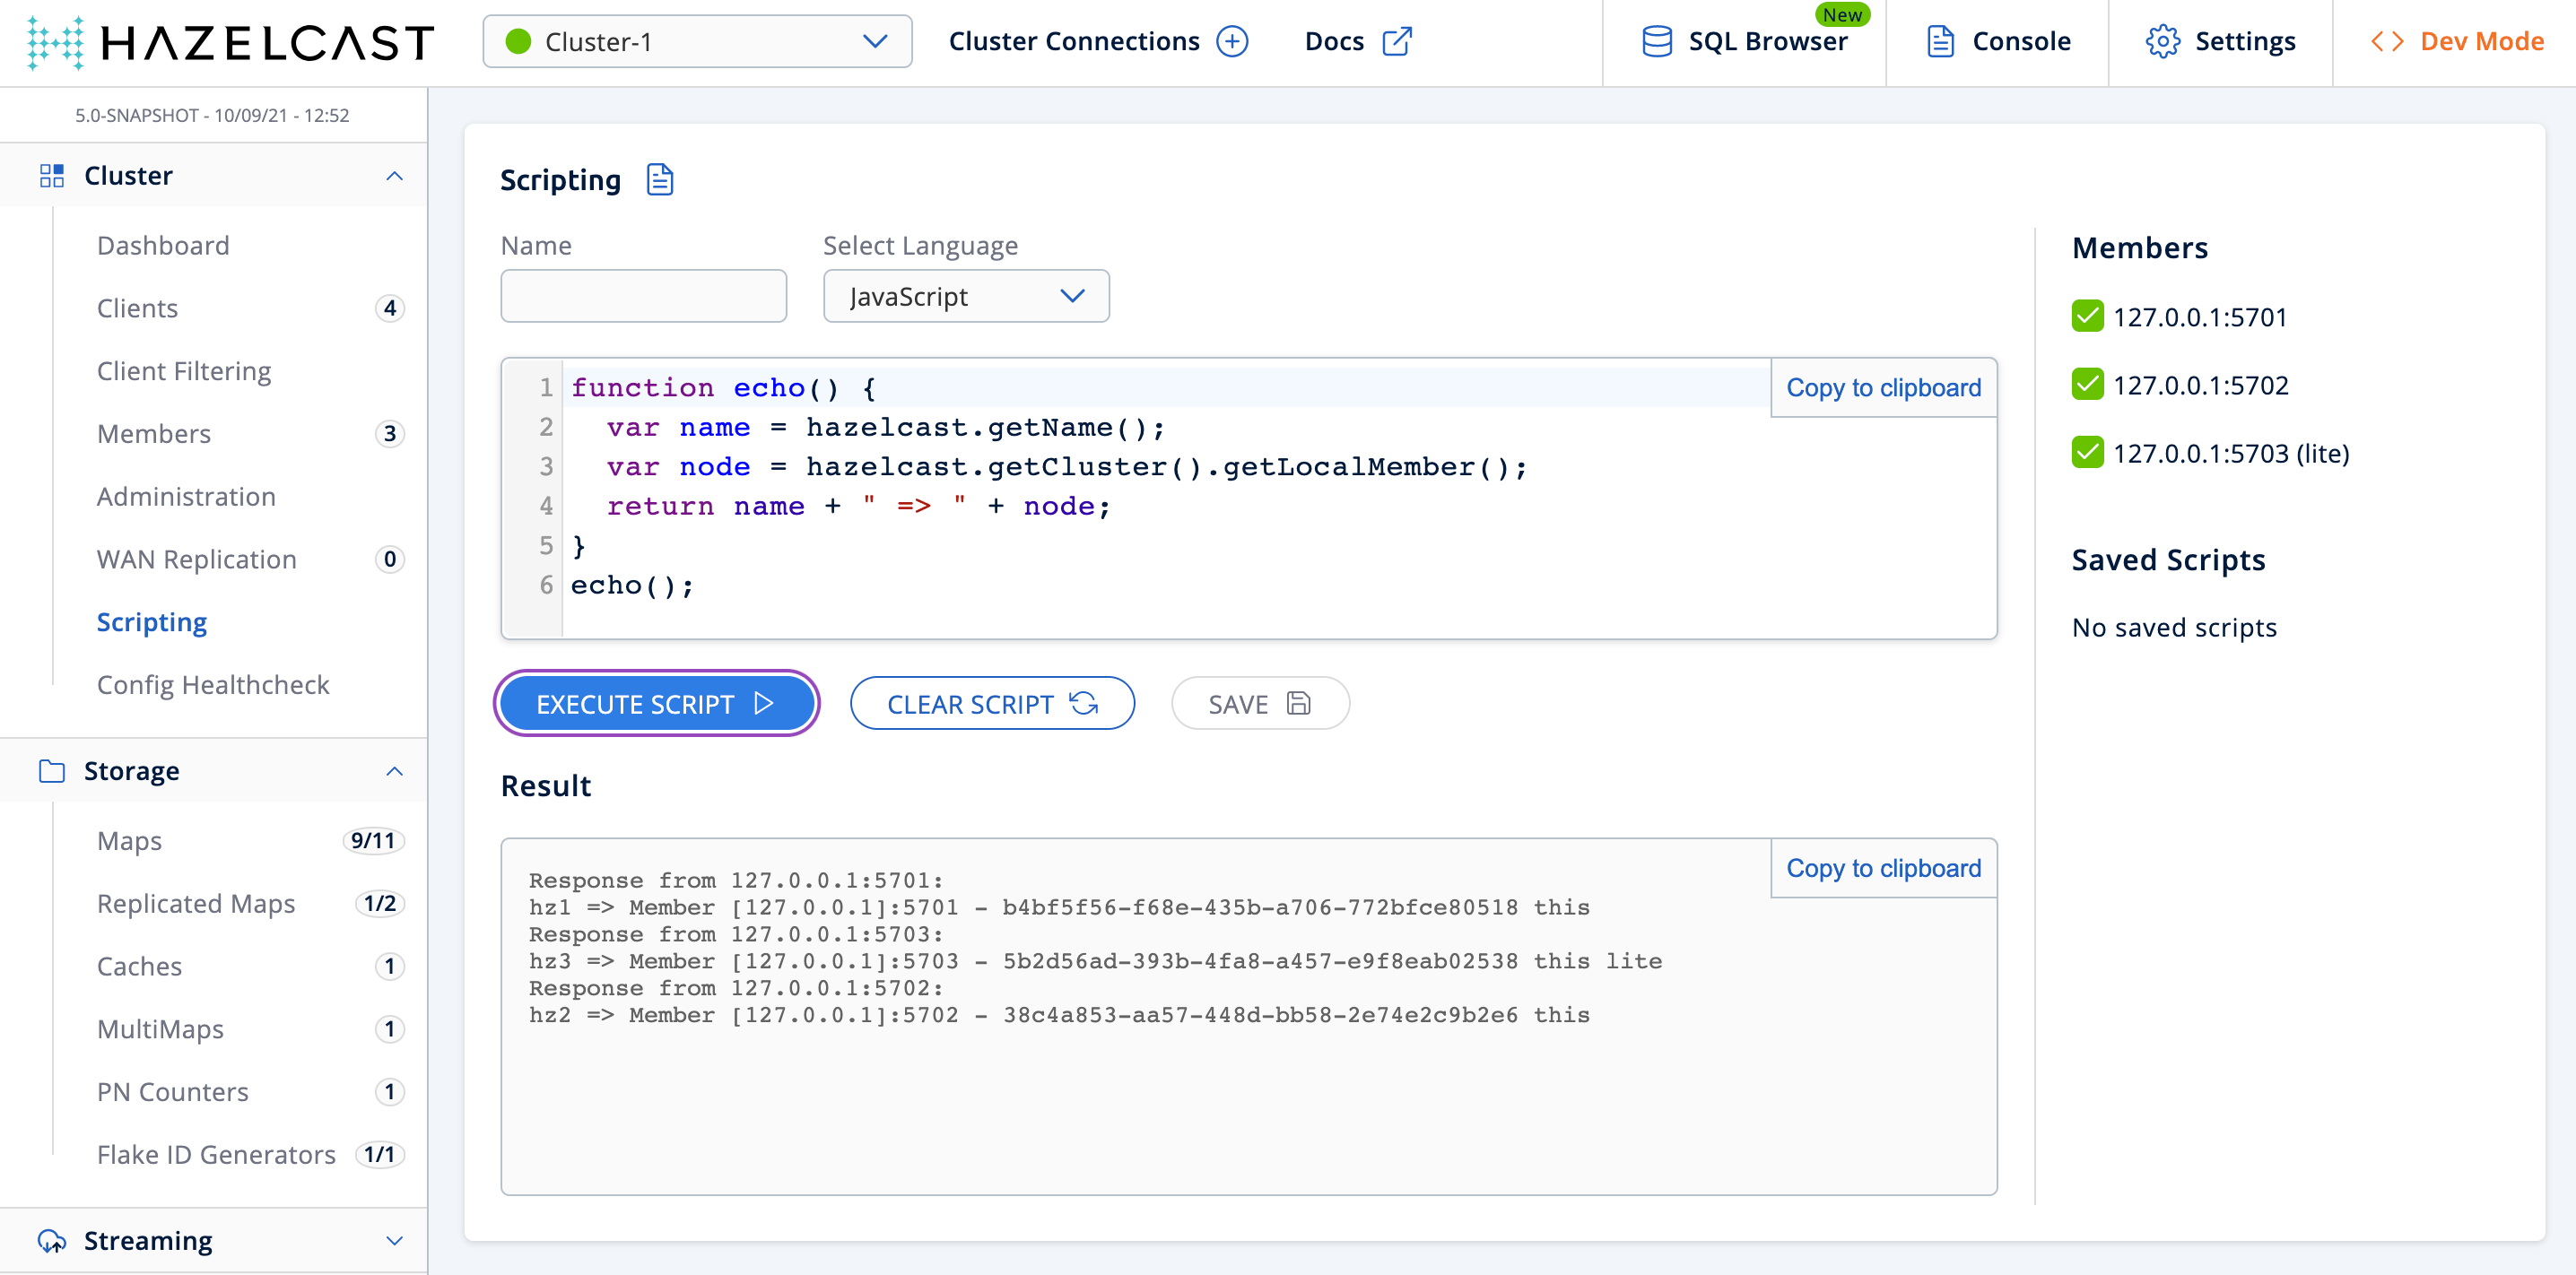 HAZELCAST
Cluster-1
Cluster Connections
Docs
New
SQL Browser
Console
Settings
Dev Mode
5.0-SNAPSHOT - 10/09/21 - 12:52
Cluster
Dashboard
Clients 4
Client Filtering
Members 3
Administration
WAN Replication 0
Scripting
Config Healthcheck
Storage
Maps 9/11
Replicated Maps 1/2
Caches 1
MultiMaps 1
PN Counters 1
Flake ID Generators 1/1
Streaming
Scripting
Name
Select Language
JavaScript
Copy to clipboard
1 function echo() {
2   var name = hazelcast.getName();
3   var node = hazelcast.getCluster().getLocalMember();
4   return name + " => " + node;
5 }
6 echo();
EXECUTE SCRIPT
CLEAR SCRIPT
SAVE
Result
Copy to clipboard
Response from 127.0.0.1:5701:
hz1 => Member [127.0.0.1]:5701 - b4bf5f56-f68e-435b-a706-772bfce80518 this
Response from 127.0.0.1:5703:
hz3 => Member [127.0.0.1]:5703 - 5b2d56ad-393b-4fa8-a457-e9f8eab02538 this lite
Response from 127.0.0.1:5702:
hz2 => Member [127.0.0.1]:5702 - 38c4a853-aa57-448d-bb58-2e74e2c9b2e6 this
Members
127.0.0.1:5701
127.0.0.1:5702
127.0.0.1:5703 (lite)
Saved Scripts
No saved scripts